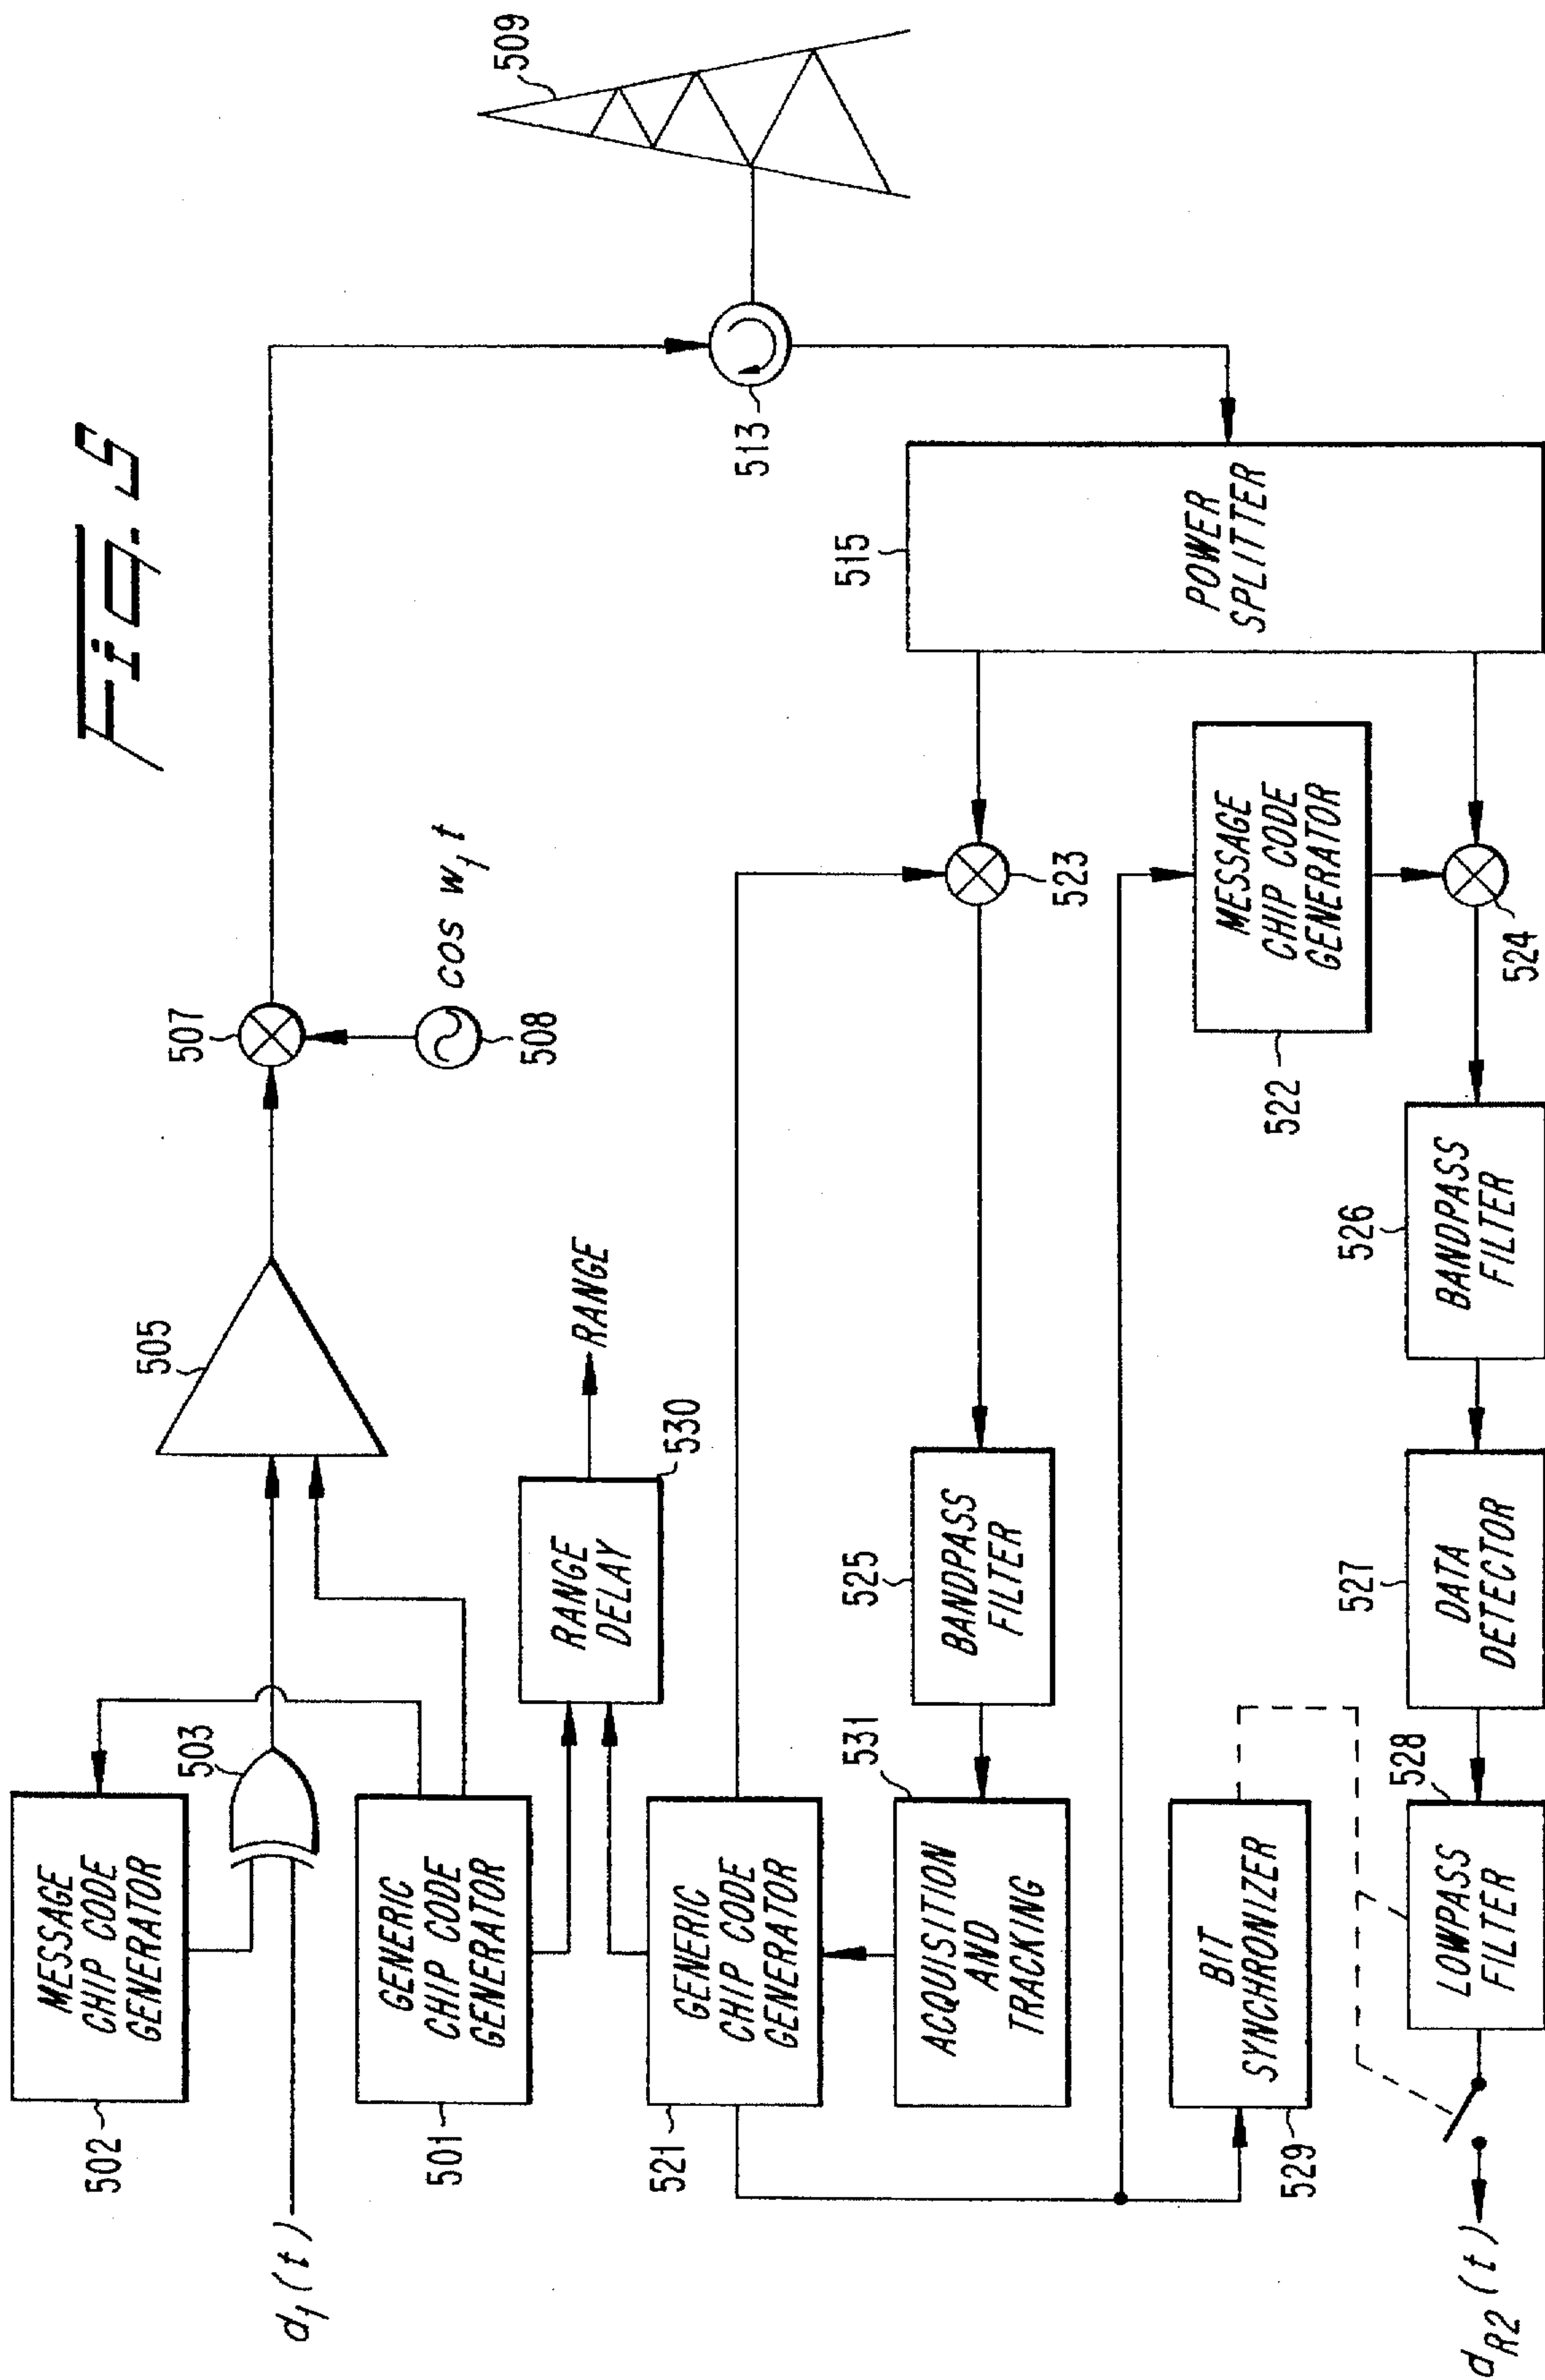 Fig. 5
502
MESSAGE
CHIP CODE
GENERATOR
503
d1(t)
501
GENERIC
CHIP CODE
GENERATOR
505
507
508
cos w1t
509
513
RANGE
DELAY
530
RANGE
521
GENERIC
CHIP CODE
GENERATOR
523
515
POWER
SPLITTER
531
ACQUISITION
AND
TRACKING
525
BANDPASS
FILTER
522
MESSAGE
CHIP CODE
GENERATOR
524
529
BIT
SYNCHRONIZER
dR2(t)
528
LOWPASS
FILTER
527
DATA
DETECTOR
526
BANDPASS
FILTER